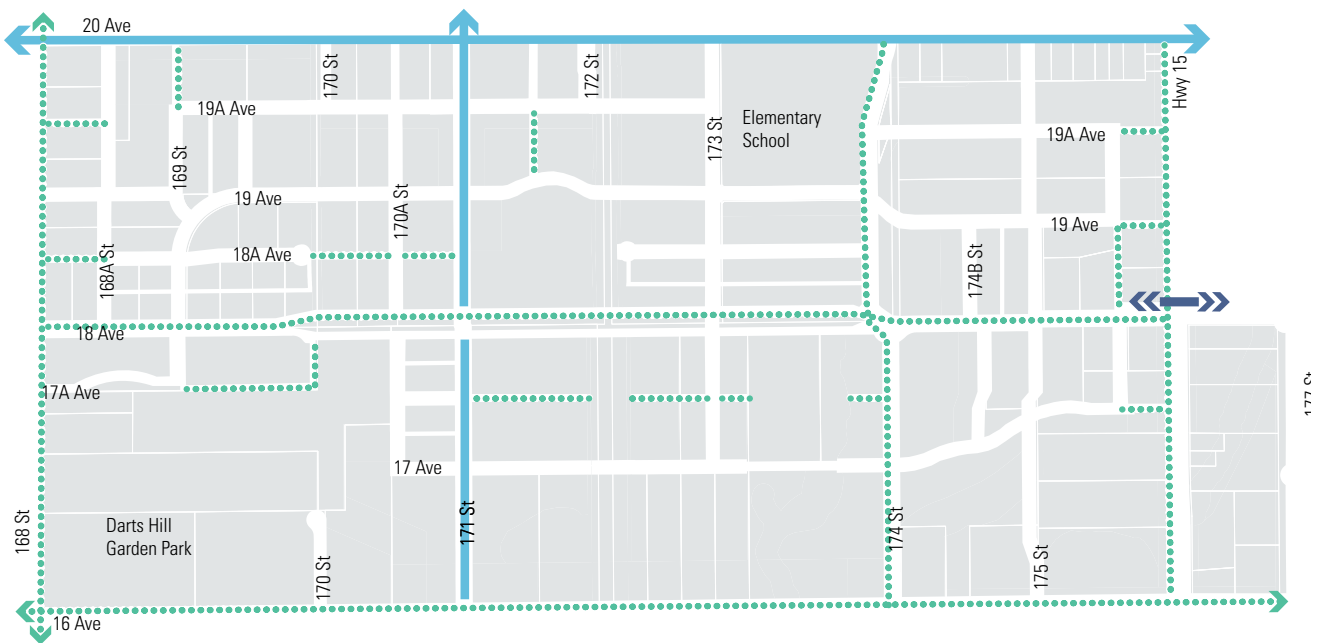 20 Ave
170 St
172 St
Hwy 15
19A Ave
173 St
Elementary
School
19A Ave
169 St
19 Ave
170A St
19 Ave
168A St
18A Ave
174B St
18 Ave
17A Ave
177 St
17 Ave
168 St
Darts Hill
Garden Park
170 St
171 St
174 St
175 St
16 Ave